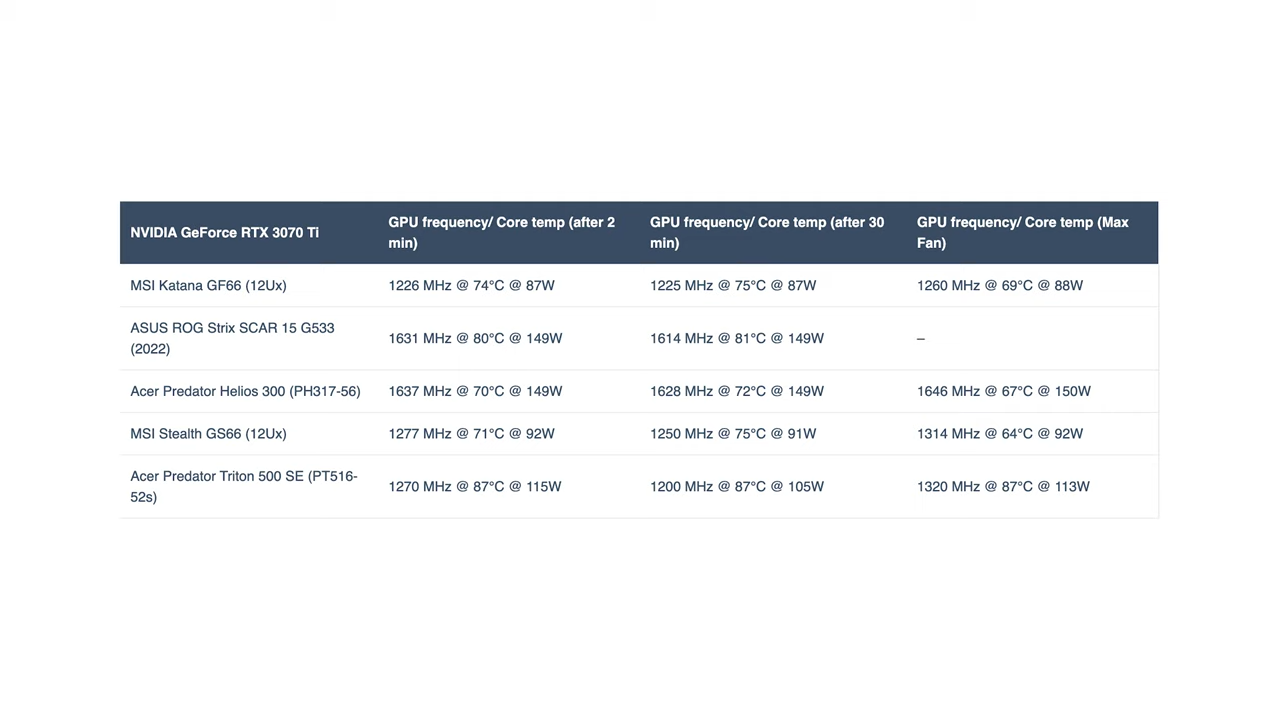 NVIDIA GeForce RTX 3070 Ti
GPU frequency/ Core temp (after 2
min)
GPU frequency/ Core temp (after 30
min)
GPU frequency/ Core temp (Max
Fan)
MSI Katana GF66 (12Ux)
1226 MHz @ 74°C @ 87W
1225 MHz @ 75°C @ 87W
1260 MHz @ 69°C @ 88W
ASUS ROG Strix SCAR 15 G533
(2022)
1631 MHz @ 80°C @ 149W
1614 MHz @ 81°C @ 149W
–
Acer Predator Helios 300 (PH317-56)
1637 MHz @ 70°C @ 149W
1628 MHz @ 72°C @ 149W
1646 MHz @ 67°C @ 150W
MSI Stealth GS66 (12Ux)
1277 MHz @ 71°C @ 92W
1250 MHz @ 75°C @ 91W
1314 MHz @ 64°C @ 92W
Acer Predator Triton 500 SE (PT516-
52s)
1270 MHz @ 87°C @ 115W
1200 MHz @ 87°C @ 105W
1320 MHz @ 87°C @ 113W